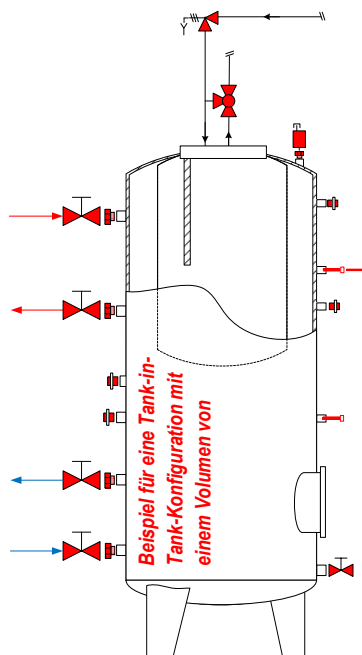 Beispiel für eine Tank-in-
Tank-Konfiguration mit
einem Volumen von